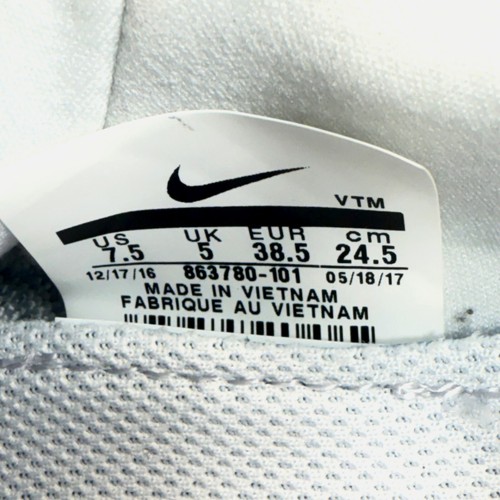 VTM
US UK EUR cm
7.5 5 38.5 24.5
12/17/16 863780-101 05/18/17
MADE IN VIETNAM
FABRIQUE AU VIETNAM